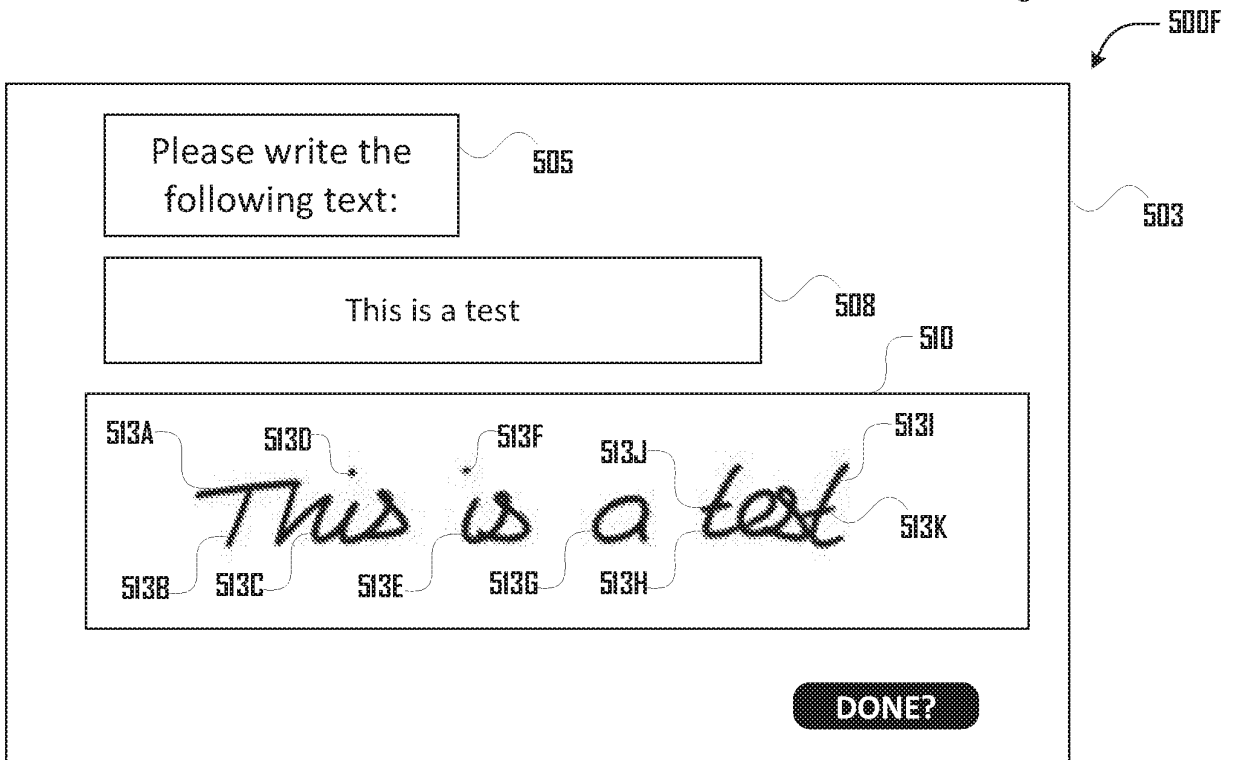 500F
Please write the
following text:
505
503
This is a test
508
510
513A
513D
513F
513J
513I
This is a test
513K
513B
513C
513E
513G
513H
DONE?